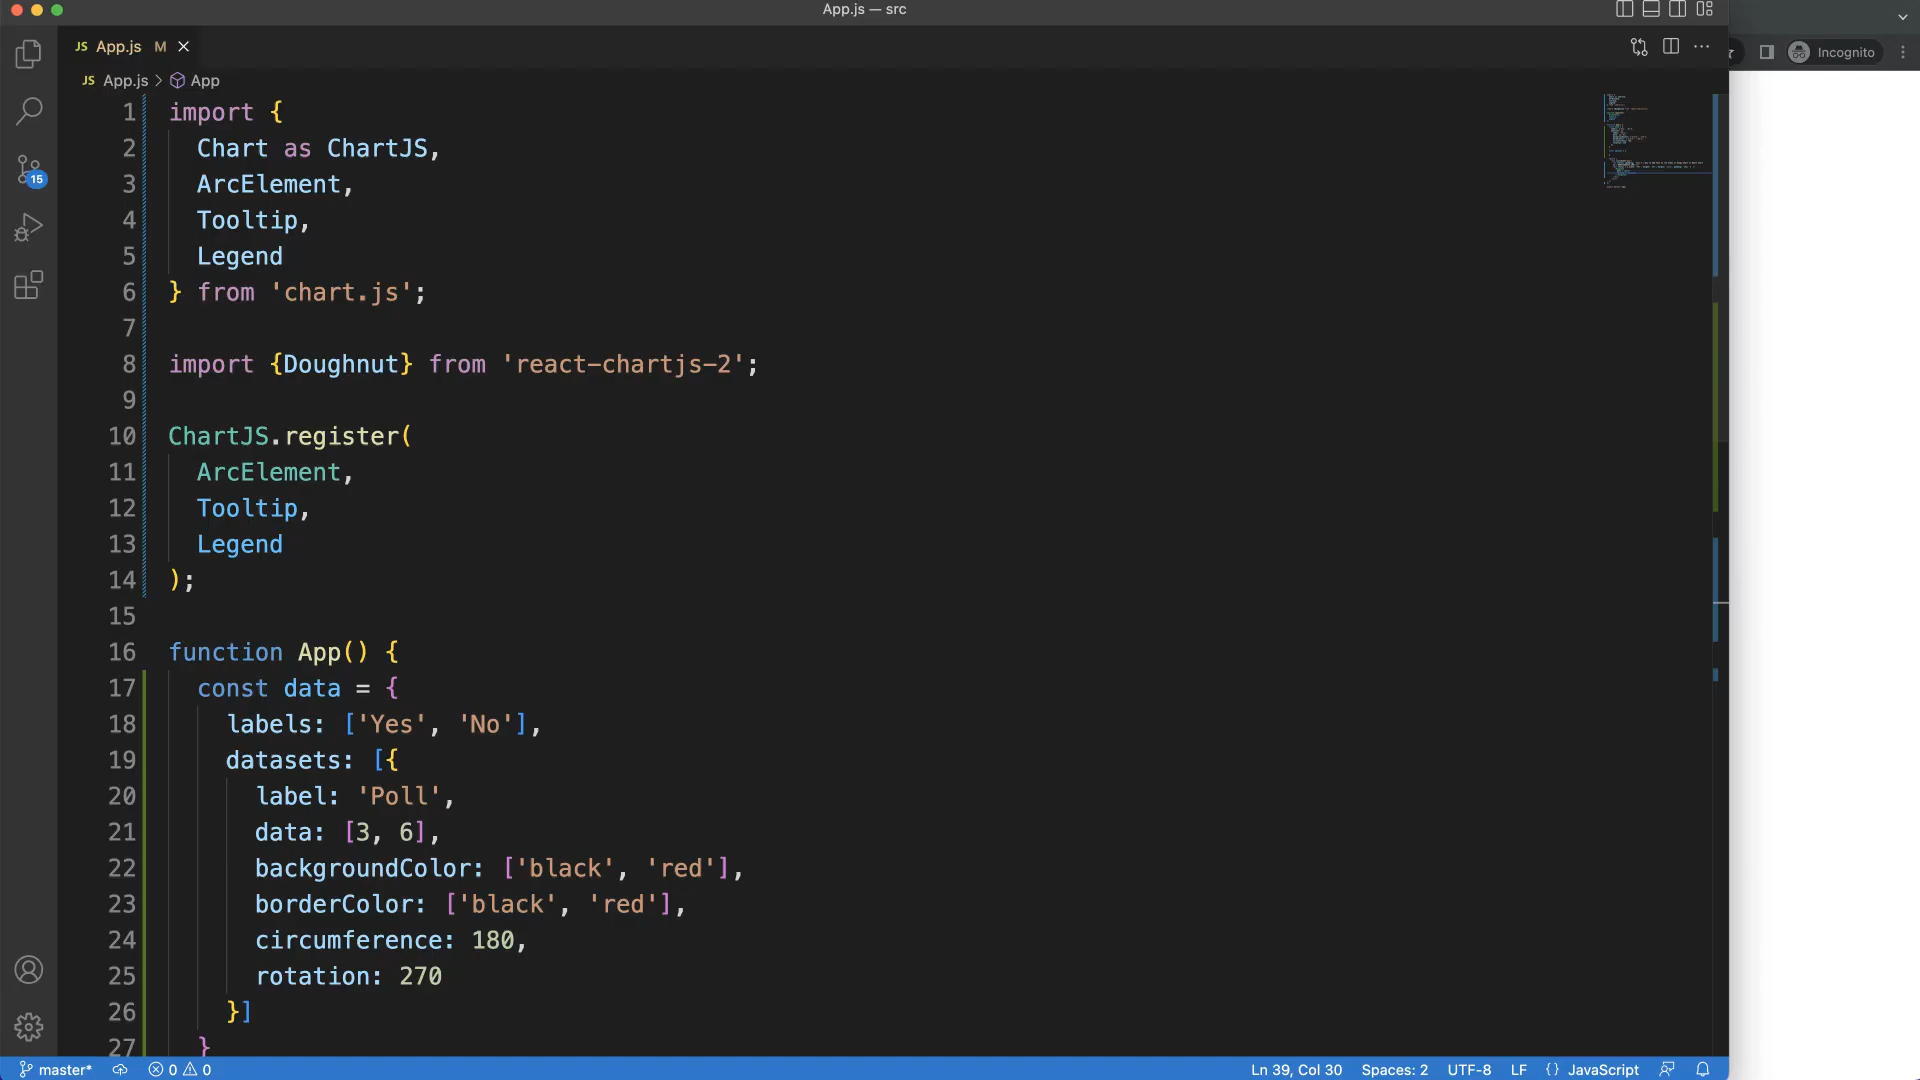 App.js — src
JS App.js M
Incognito
JS App.js > App
1 import {
2 Chart as ChartJS,
3 ArcElement,
4 Tooltip,
5 Legend
6 } from 'chart.js';
7
8 import {Doughnut} from 'react-chartjs-2';
9
10 ChartJS.register(
11 ArcElement,
12 Tooltip,
13 Legend
14 );
15
16 function App() {
17 const data = {
18 labels: ['Yes', 'No'],
19 datasets: [{
20 label: 'Poll',
21 data: [3, 6],
22 backgroundColor: ['black', 'red'],
23 borderColor: ['black', 'red'],
24 circumference: 180,
25 rotation: 270
26 }]
27 }
15
master* 0 0 Ln 39, Col 30 Spaces: 2 UTF-8 LF {} JavaScript